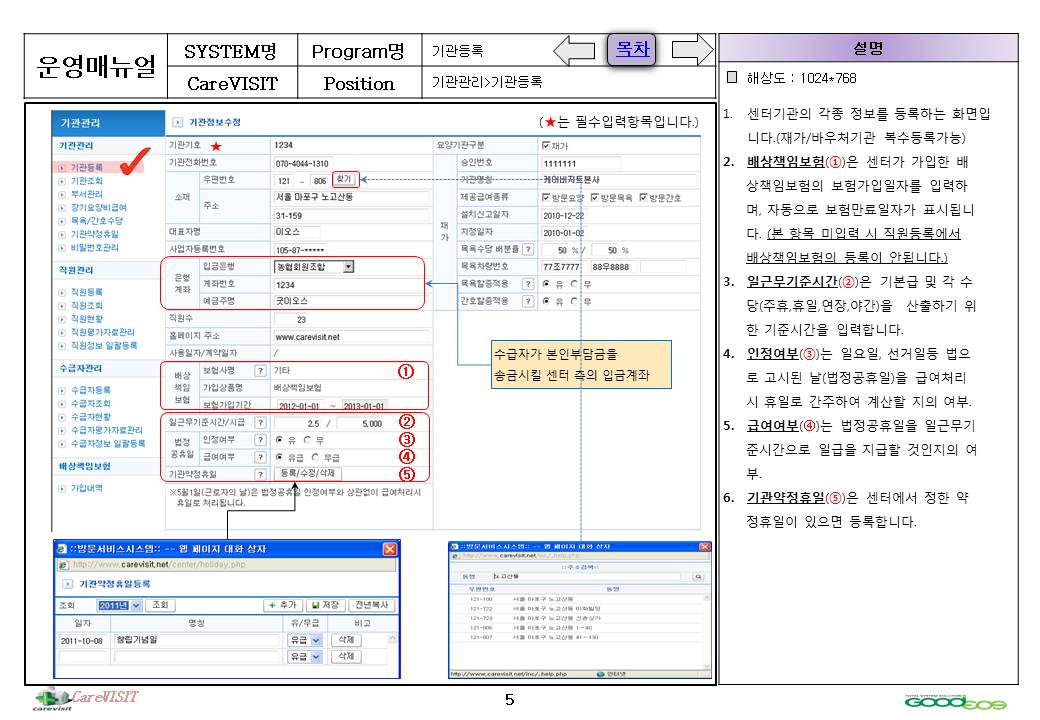 운영매뉴얼
SYSTEM명
Program명
기관등록
목차
CareVISIT
Position
기관관리>기관등록
설명
해상도 : 1024*768
1. 센터기관의 각종 정보를 등록하는 화면입
니다.(재가/바우처기관 복수등록가능)
2. 배상책임보험(①)은 센터가 가입한 배
상책임보험의 보험가입일자를 입력하
며, 자동으로 보험만료일자가 표시됩니
다. (본 항목 미입력 시 직원등록에서
배상책임보험의 등록이 안됩니다.)
3. 일근무기준시간(②)은 기본급 및 각 수
당(주휴,휴일,연장,야간)을 산출하기 위
한 기준시간을 입력합니다.
4. 인정여부(③)는 일요일, 선거일등 법으
로 고시된 날(법정공휴일)을 급여처리
시 휴일로 간주하여 계산할 지의 여부.
5. 급여여부(④)는 법정공휴일을 일근무기
준시간으로 일급을 지급할 것인지의 여
부.
6. 기관약정휴일(⑤)은 센터에서 정한 약
정휴일이 있으면 등록합니다.
기관관리
기관관리
기관등록
기관조회
부서관리
장기요양비급여
목욕/간호수당
기관약정휴일
비밀번호관리
직원관리
직원등록
직원조회
직원현황
직원평가자료관리
직원정보 일괄등록
수급자관리
수급자등록
수급자조회
수급자현황
수급자평가자료관리
수급자정보 일괄등록
배상책임보험
가입내역
기관정보수정
(★는 필수입력항목입니다.)
기관기호 ★ 1234
기관전화번호 070-4044-1310
소재
우편번호 121 - 806 찾기
주소 서울 마포구 노고산동
31-159
대표자명 이오스
사업자등록번호 105-87-*****
은행
계좌
입금은행 농협회원조합
계좌번호 1234
예금주명 굿이오스
직원수 23
홈페이지 주소 www.carevisit.net
사용일자/계약일자 /
배상
책임
보험
보험사명 ? 기타 ①
가입상품명 배상책임보험
보험가입기간 2012-01-01 ~ 2013-01-01
일근무기준시간/시급 ? 2.5 / 5,000 ②
법정
공휴일
인정여부 ? 유 무 ③
급여여부 ? 유급 무급 ④
기관약정휴일 ? 등록/수정/삭제 ⑤
※5월1일(근로자의 날)은 법정공휴일 인정여부와 상관없이 급여처리시
휴일로 처리됩니다.
요양기관구분 재가
재
가
승인번호 1111111
기관명칭 케어비지트본사
제공급여종류 방문요양 방문목욕 방문간호
설치신고일자 2010-12-22
지정일자 2010-01-02
목욕수당 배분율 ? 50 % / 50 %
목욕차량번호 77조7777 88우8888
목욕할증적용 ? 유 무
간호할증적용 ? 유 무
수급자가 본인부담금을
송금시킬 센터 측의 입금계좌
::방문서비스시스템:: -- 웹 페이지 대화 상자
http://www.carevisit.net/center/holiday.php
기관약정휴일등록
조회 2011년 조회 + 추가 저장 전년복사
일자 명칭 유/무급 비고
2011-10-08 창립기념일 유급 삭제
유급 삭제
::방문서비스시스템:: -- 웹 페이지 대화 상자
http://www.carevisit.net/inc/.help.php
::주소검색::
동명 노고산동
우편번호 동명
121-100 서울 마포구 노고산동
121-722 서울 마포구 노고산동 미화빌딩
121-723 서울 마포구 노고산동 신촌상가
121-806 서울 마포구 노고산동 1~40
121-807 서울 마포구 노고산동 41~130
http://www.carevisit.net/inc/.help.php 인터넷
carevisit
CareVISIT
5
TOTAL SYSTEM SOLUTION
GOODEOS